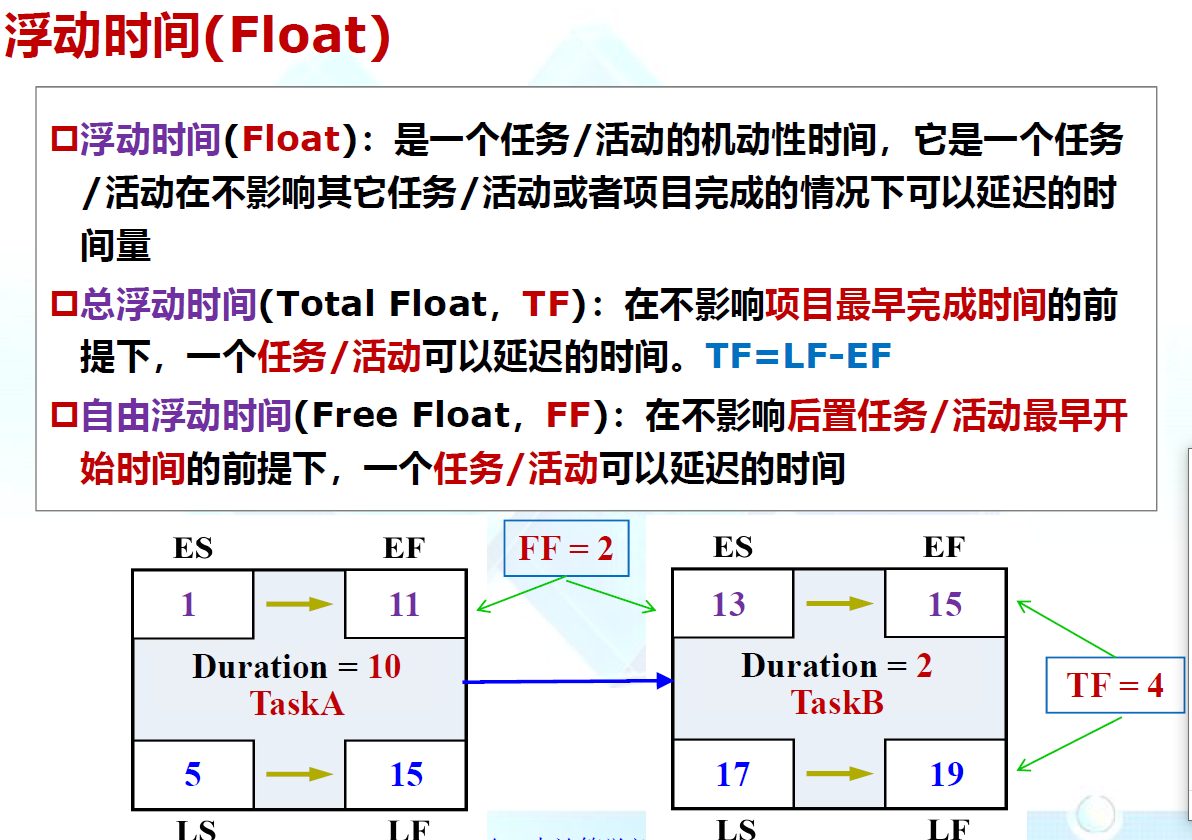 浮动时间(Float)
浮动时间(Float)：是一个任务/活动的机动性时间，它是一个任务
/活动在不影响其它任务/活动或者项目完成的情况下可以延迟的时
间量
总浮动时间(Total Float，TF)：在不影响项目最早完成时间的前
提下，一个任务/活动可以延迟的时间。TF=LF-EF
自由浮动时间(Free Float，FF)：在不影响后置任务/活动最早开
始时间的前提下，一个任务/活动可以延迟的时间
ES
EF
FF = 2
ES
EF
1
11
13
15
Duration = 10
TaskA
Duration = 2
TaskB
TF = 4
5
15
17
19
LS
LF
LS
LF